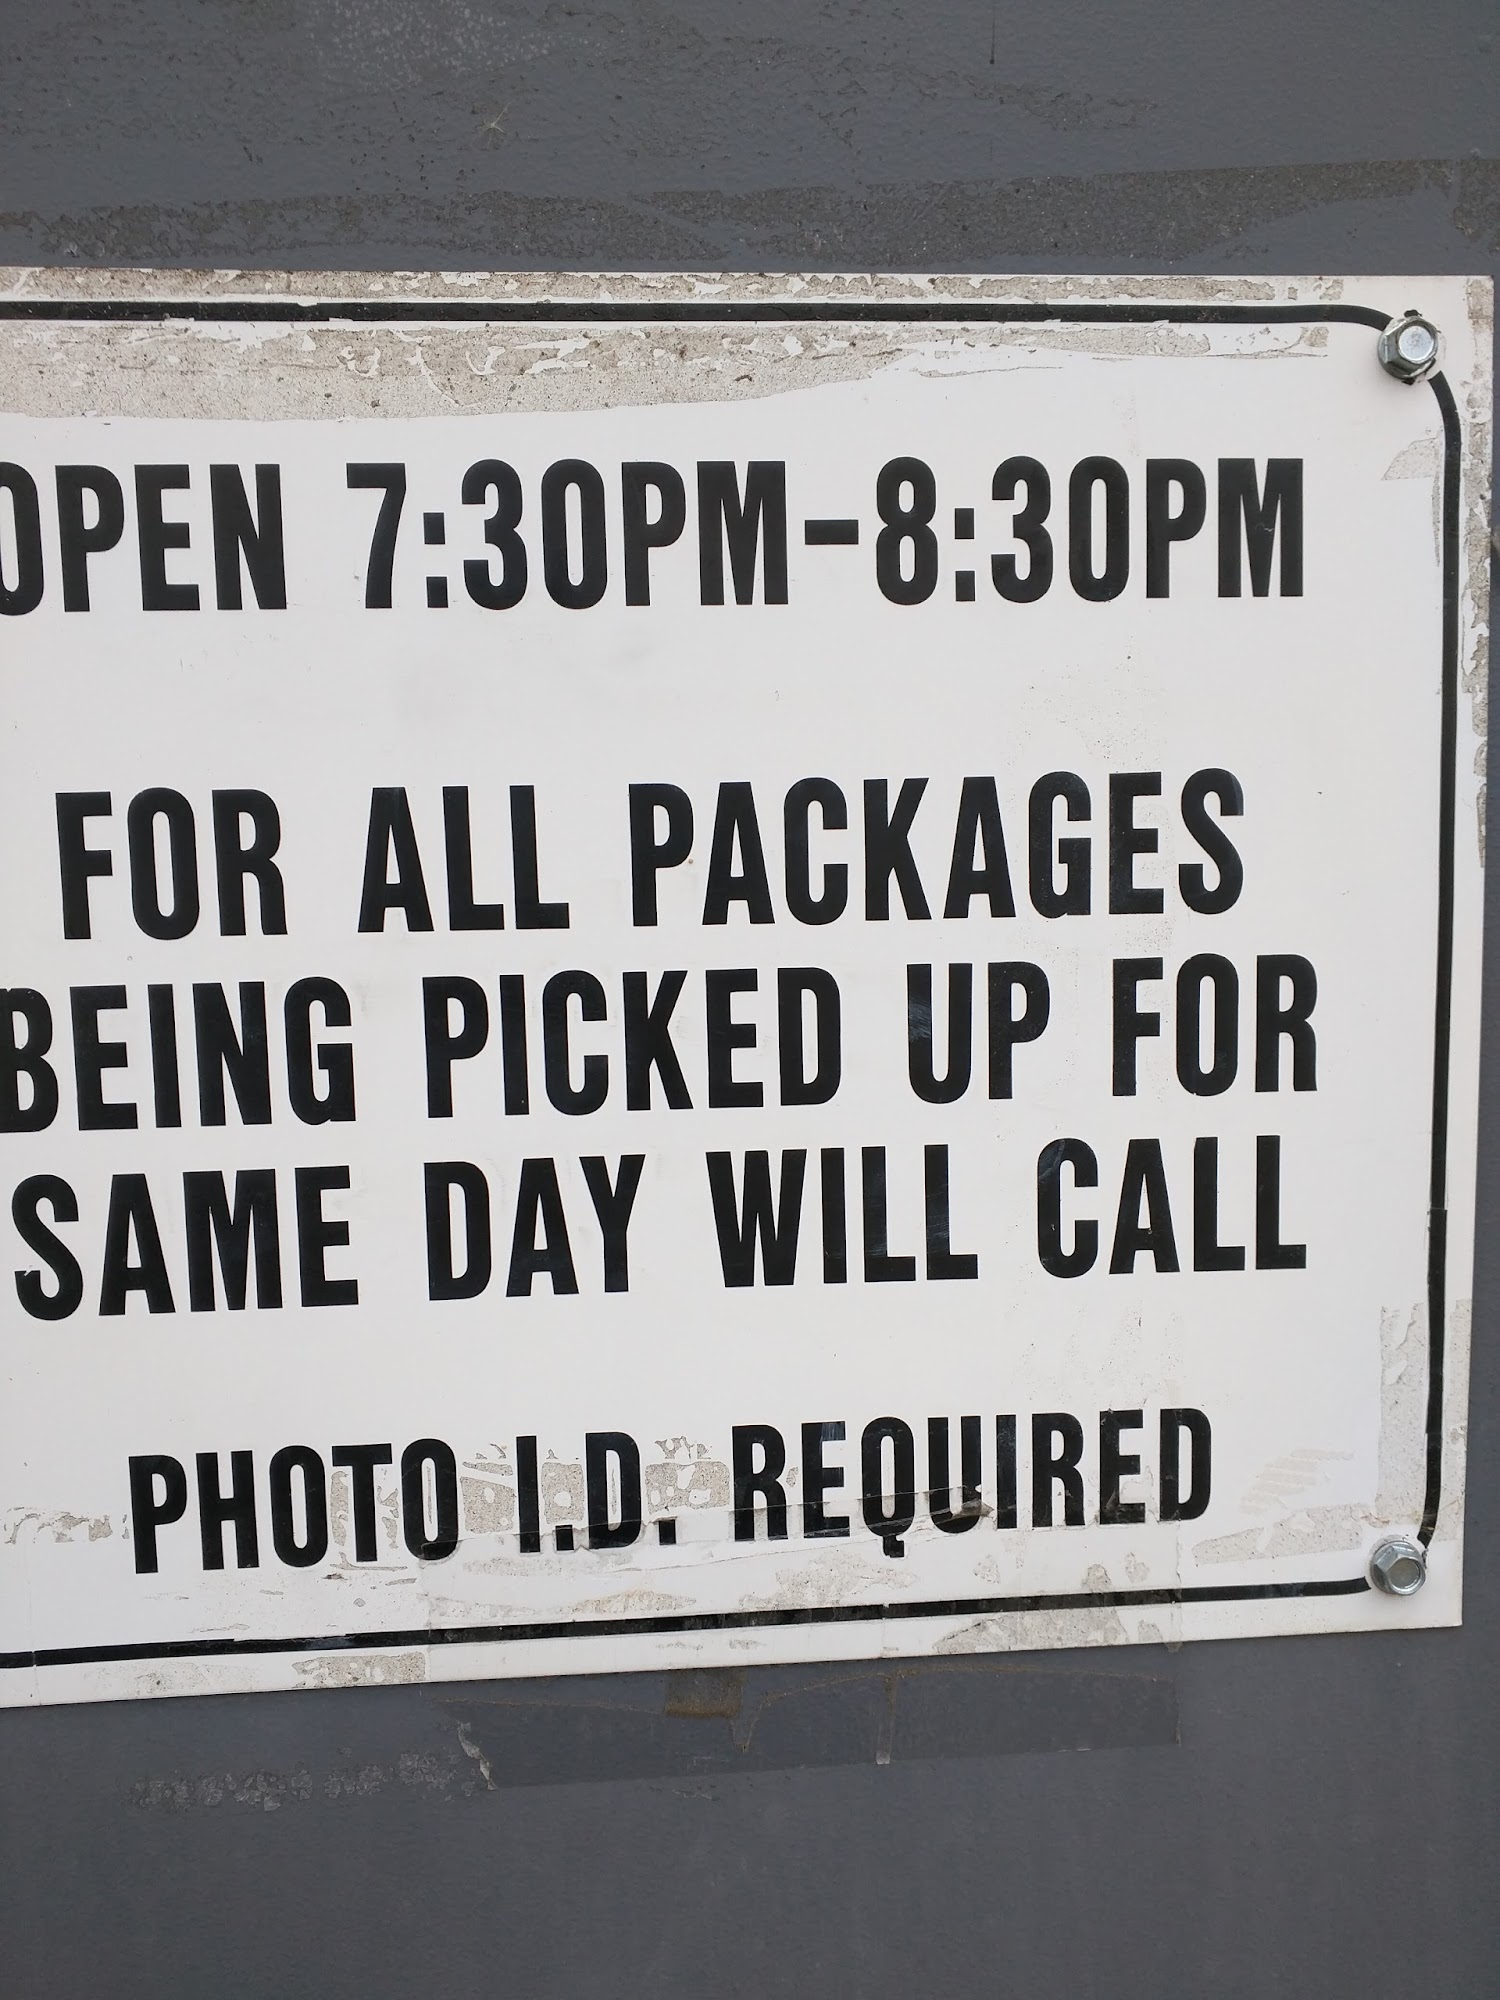 OPEN 7:30PM-8:30PM
FOR ALL PACKAGES
BEING PICKED UP FOR
SAME DAY WILL CALL
PHOTO I.D. REQUIRED